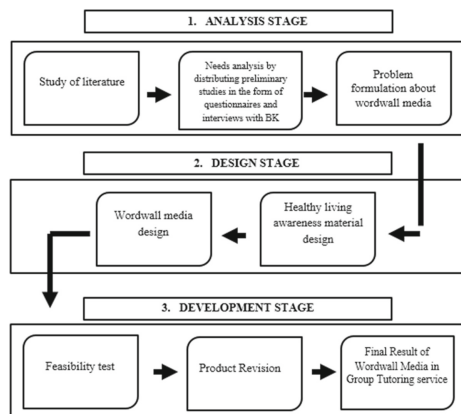 1. ANALYSIS STAGE
Study of literature
Needs analysis by
distributing preliminary
studies in the form of
questionnaires and
interviews with BK
Problem
formulation about
wordwall media
2. DESIGN STAGE
Wordwall media
design
Healthy living
awareness material
design
3. DEVELOPMENT STAGE
Feasibility test
Product Revision
Final Result of
Wordwall Media in
Group Tutoring service